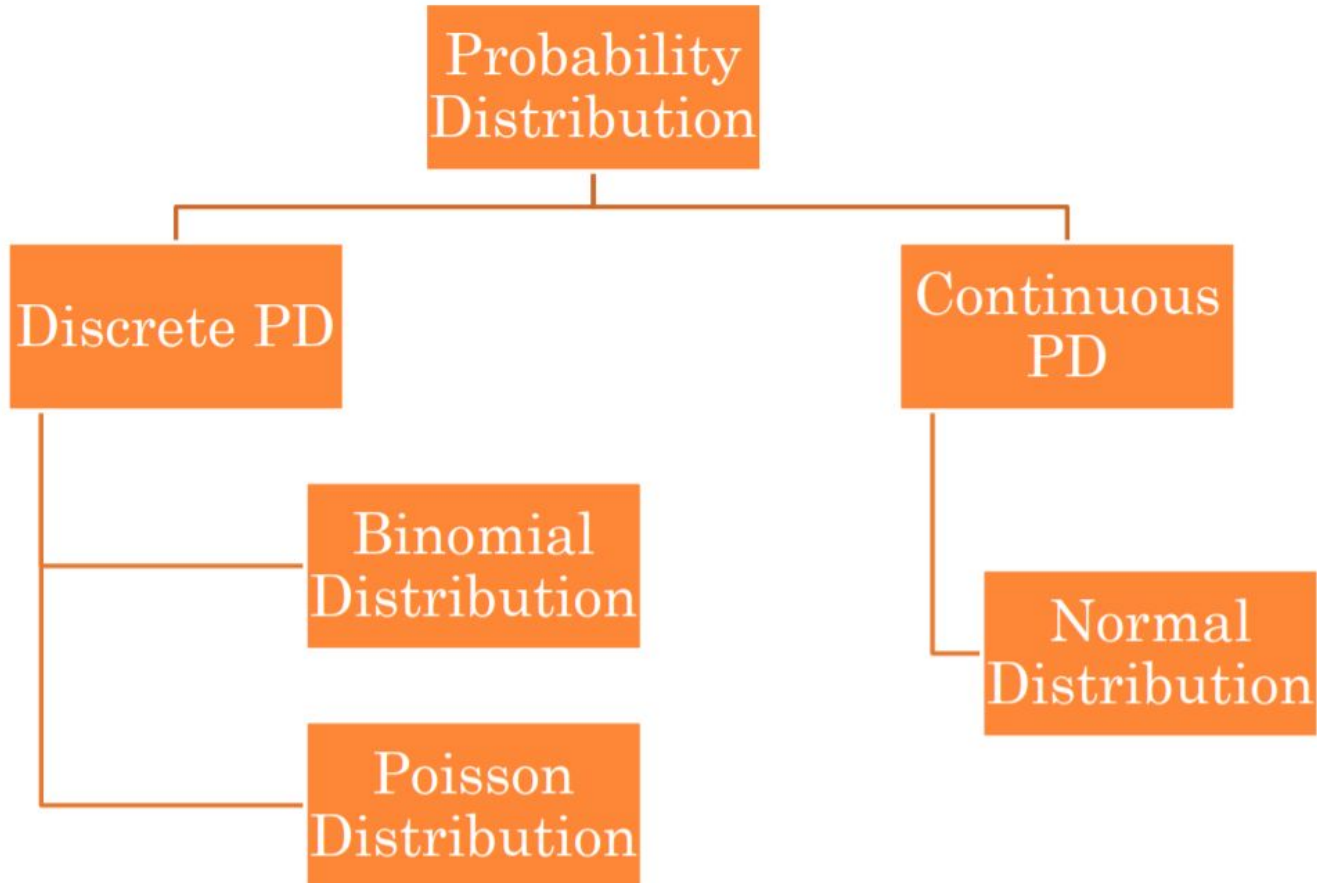 Probability
Distribution
Discrete PD
Continuous
PD
Binomial
Distribution
Normal
Distribution
Poisson
Distribution